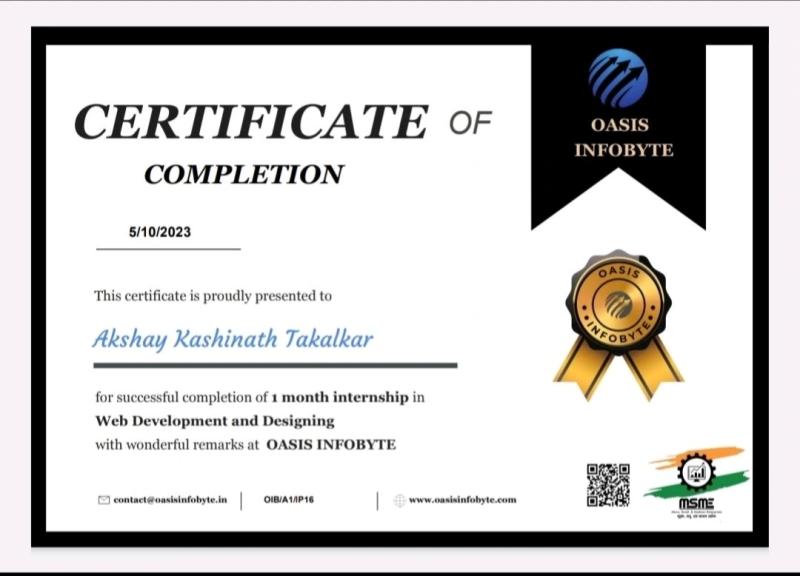 CERTIFICATE OF
COMPLETION
OASIS
INFOBYTE
5/10/2023
This certificate is proudly presented to
Akshay Kashinath Takalkar
for successful completion of 1 month internship in
Web Development and Designing
with wonderful remarks at OASIS INFOBYTE
OASIS
INFOBYTE
contact@oasisinfobyte.in
OIB/A1/IP16
www.oasisinfobyte.com
MSME